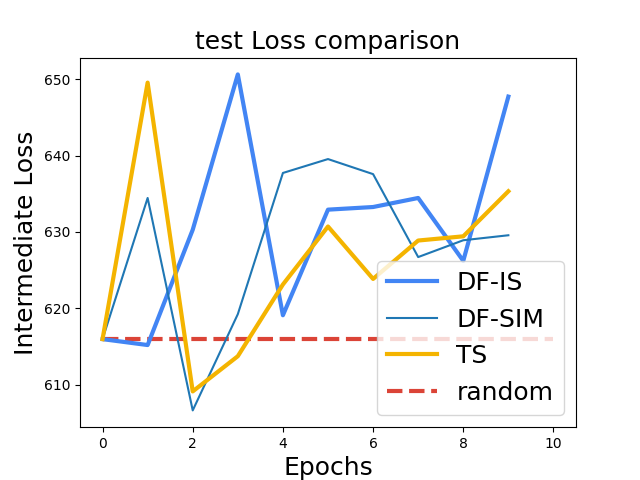 test Loss comparison
Intermediate Loss
650
640
630
620
610
0 2 4 6 8 10
Epochs
DF-IS
DF-SIM
TS
random